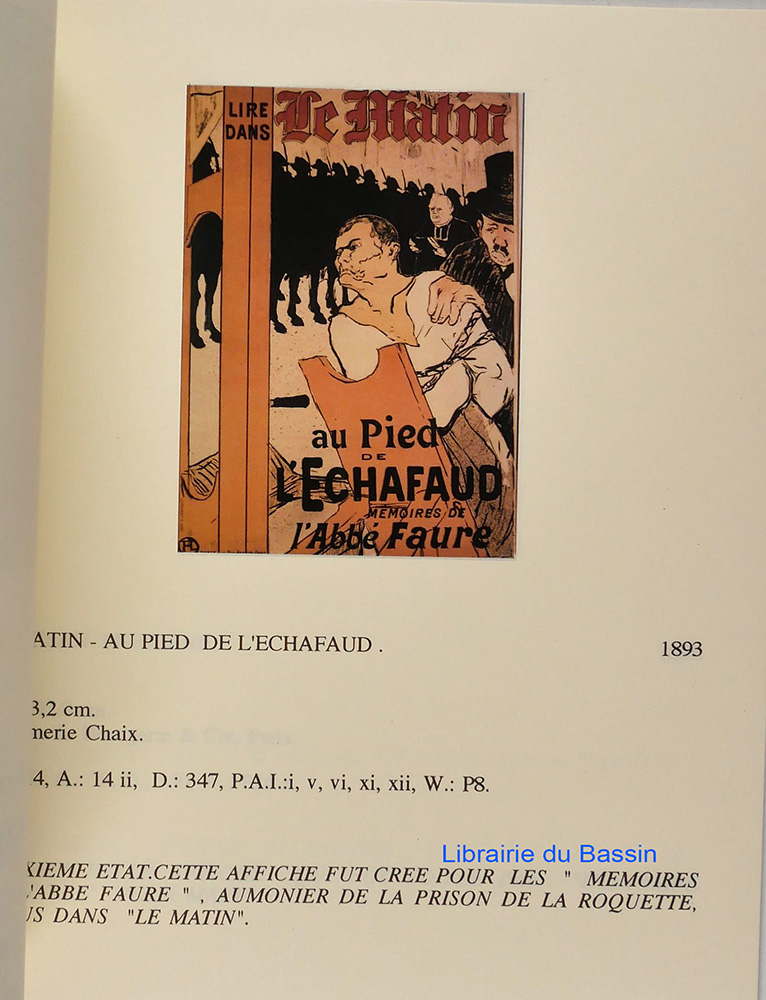 LIRE
DANS
Le Matin
au Pied
DE
L'ECHAFAUD
MEMOIRES DE
l'Abbé Faure
ATIN - AU PIED DE L'ECHAFAUD .
1893
3,2 cm.
merie Chaix.
4, A.: 14 ii, D.: 347, P.A.I.:i, v, vi, xi, xii, W.: P8.
Librairie du Bassin
XIEME ETAT.CETTE AFFICHE FUT CREE POUR LES " MEMOIRES
'ABBE FAURE " , AUMONIER DE LA PRISON DE LA ROQUETTE,
US DANS "LE MATIN".